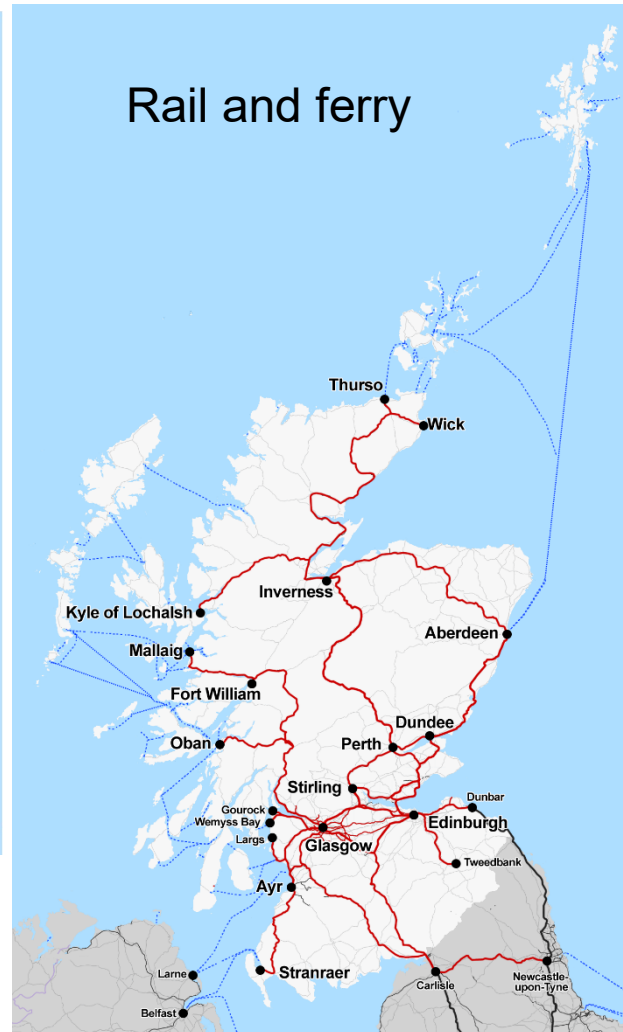 Rail and ferry
Thurso
Wick
Inverness
Kyle of Lochalsh
Aberdeen
Mallaig
Fort William
Dundee
Oban
Perth
Stirling
Dunbar
Gourock
Wemyss Bay
Edinburgh
Largs
Glasgow
Tweedbank
Ayr
Stranraer
Larne
Carlisle
Newcastle-
upon-Tyne
Belfast